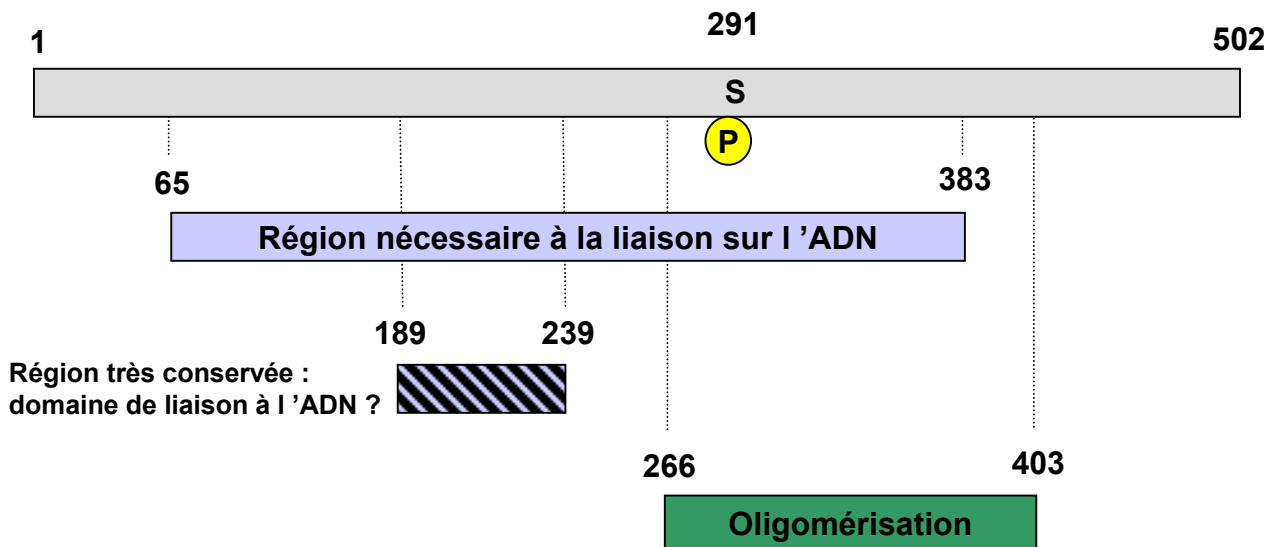 291
1
502
S
P
65
383
Région nécessaire à la liaison sur l ’ADN
189
239
Région très conservée :
domaine de liaison à l ’ADN ?
266
403
Oligomérisation